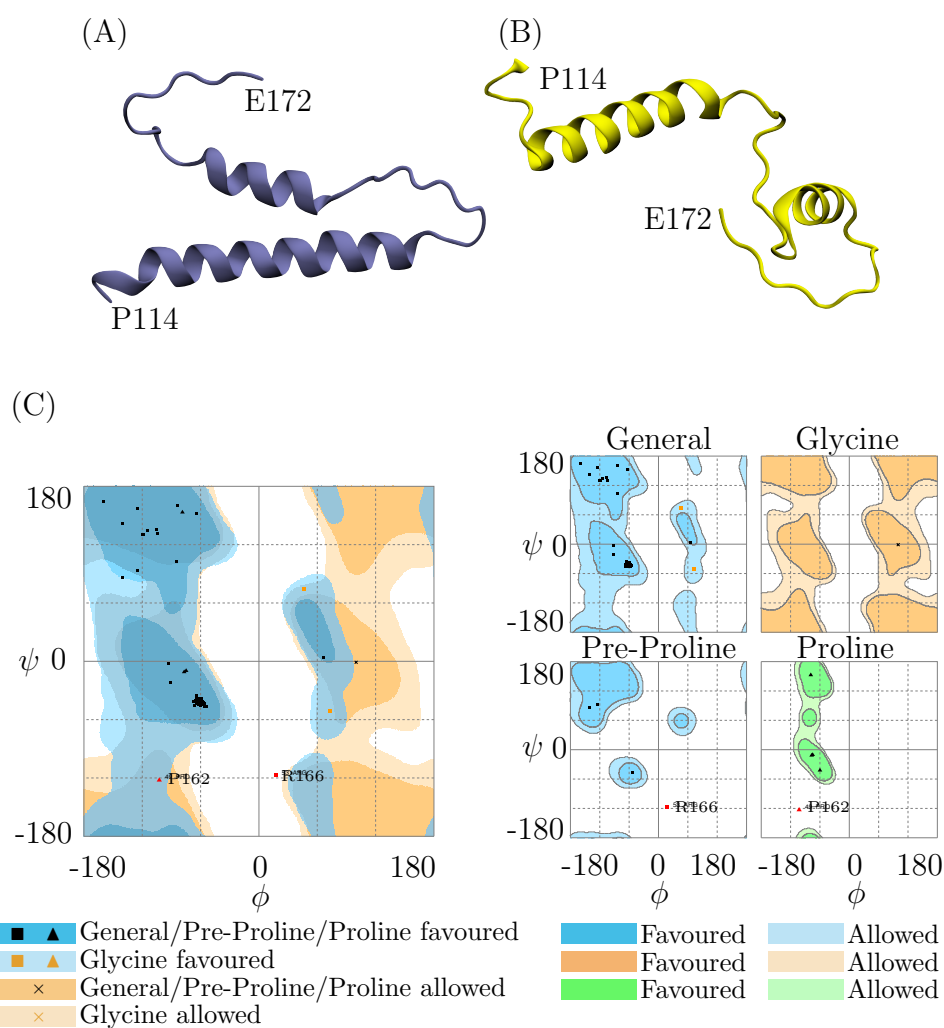 (A)
(B)
E172
P114
P114
E172
(C)
180
ψ 0
-180
-180
0
180
ϕ
P162
R166
General
Glycine
180
ψ 0
-180
Pre-Proline
Proline
180
ψ 0
-180
R166
P162
-180
0
180
ϕ
-180
0
180
ϕ
General/Pre-Proline/Proline favoured
Glycine favoured
General/Pre-Proline/Proline allowed
Glycine allowed
Favoured
Allowed
Favoured
Allowed
Favoured
Allowed